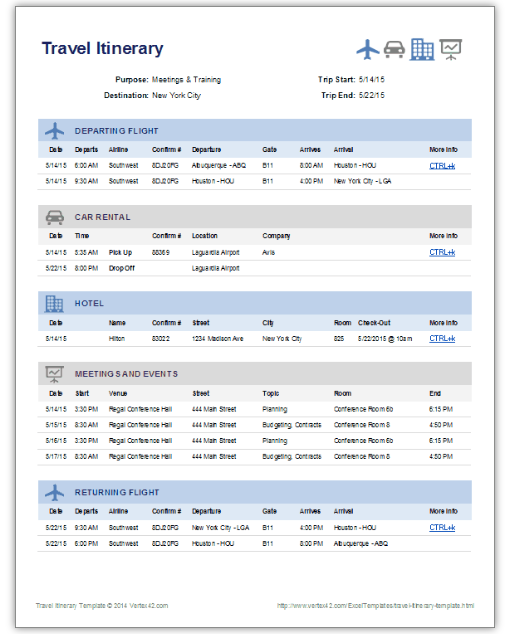 Travel Itinerary
Purpose: Meetings & Training Trip Start: 5/14/15
Destination: New York City Trip End: 5/22/15
DEPARTING FLIGHT
Date Departs Airline Confirm # Departure Gate Arrives Arrival More Info
5/14/15 6:00 AM Southwest 8DJ20FG Albuquerque - ABQ B11 8:00 AM Houston - HOU CTRL+k
5/14/15 9:30 AM Southwest 8DJ20FG Houston - HOU B11 4:00 PM New York City - LGA
CAR RENTAL
Date Time Confirm # Location Company More Info
5/14/15 5:35 AM Pick Up 88369 Laguardia Airport Avis CTRL+k
5/22/15 8:00 PM Drop Off Laguardia Airport
HOTEL
Date Name Confirm # Street City Room Check-Out More Info
5/14/15 Hilton 83022 1234 Madison Ave New York City 825 5/22/2015 @ 10am CTRL+k
MEETINGS AND EVENTS
Date Start Venue Street Topic Room End
5/14/15 3:30 PM Regal Conference Hall 444 Main Street Planning Conference Room 6b 6:15 PM
5/15/15 8:30 AM Regal Conference Hall 444 Main Street Budgeting, Contracts Conference Room 8 4:50 PM
5/16/15 3:30 PM Regal Conference Hall 444 Main Street Planning Conference Room 6b 6:15 PM
5/17/15 8:30 AM Regal Conference Hall 444 Main Street Budgeting, Contracts Conference Room 8 4:50 PM
RETURNING FLIGHT
Date Departs Airline Confirm # Departure Gate Arrives Arrival More Info
5/22/15 9:30 AM Southwest 8DJ20FG New York City - LGA B11 4:00 PM Houston - HOU CTRL+k
5/22/15 6:00 PM Southwest 8DJ20FG Houston - HOU B11 8:00 PM Albuquerque - ABQ
Travel Itinerary Template © 2014 Vertex42.com http://www.vertex42.com/ExcelTemplates/travel-itinerary-template.html